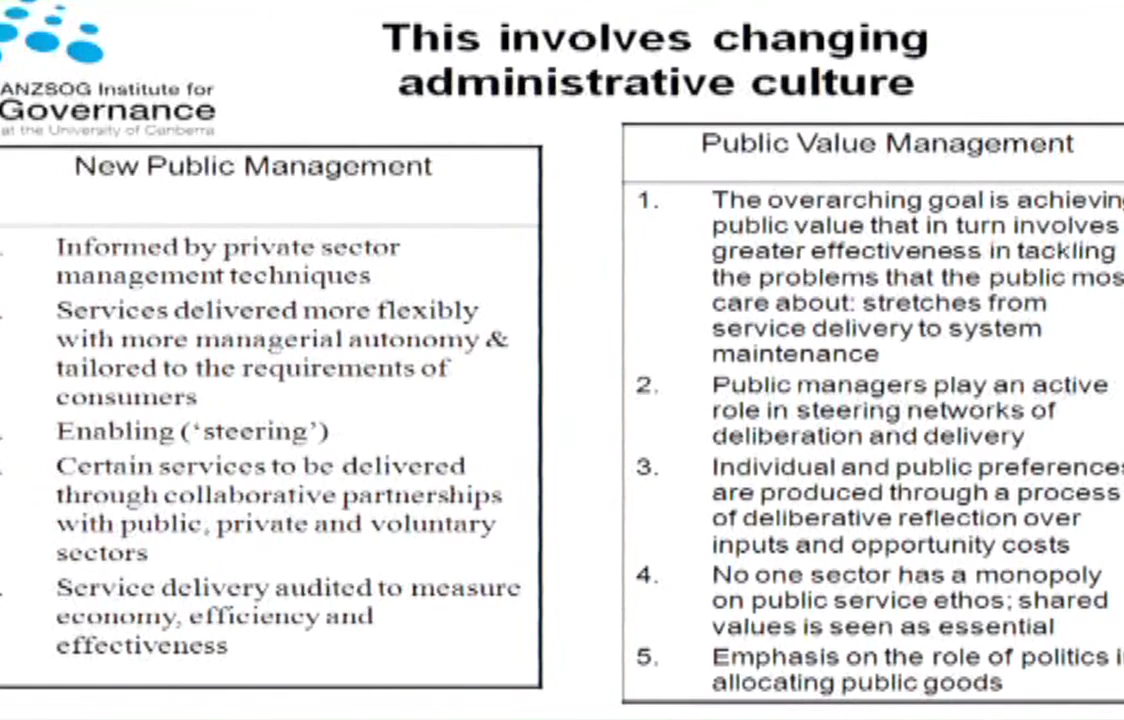 This involves changing
administrative culture
ANZSOG Institute for
Governance
at the University of Canberra
New Public Management
. Informed by private sector
management techniques
. Services delivered more flexibly
with more managerial autonomy &
tailored to the requirements of
consumers
. Enabling (‘steering’)
. Certain services to be delivered
through collaborative partnerships
with public, private and voluntary
sectors
. Service delivery audited to measure
economy, efficiency and
effectiveness
Public Value Management
1. The overarching goal is achieving
public value that in turn involves
greater effectiveness in tackling
the problems that the public mos
care about: stretches from
service delivery to system
maintenance
2. Public managers play an active
role in steering networks of
deliberation and delivery
3. Individual and public preferences
are produced through a process
of deliberative reflection over
inputs and opportunity costs
4. No one sector has a monopoly
on public service ethos; shared
values is seen as essential
5. Emphasis on the role of politics i
allocating public goods